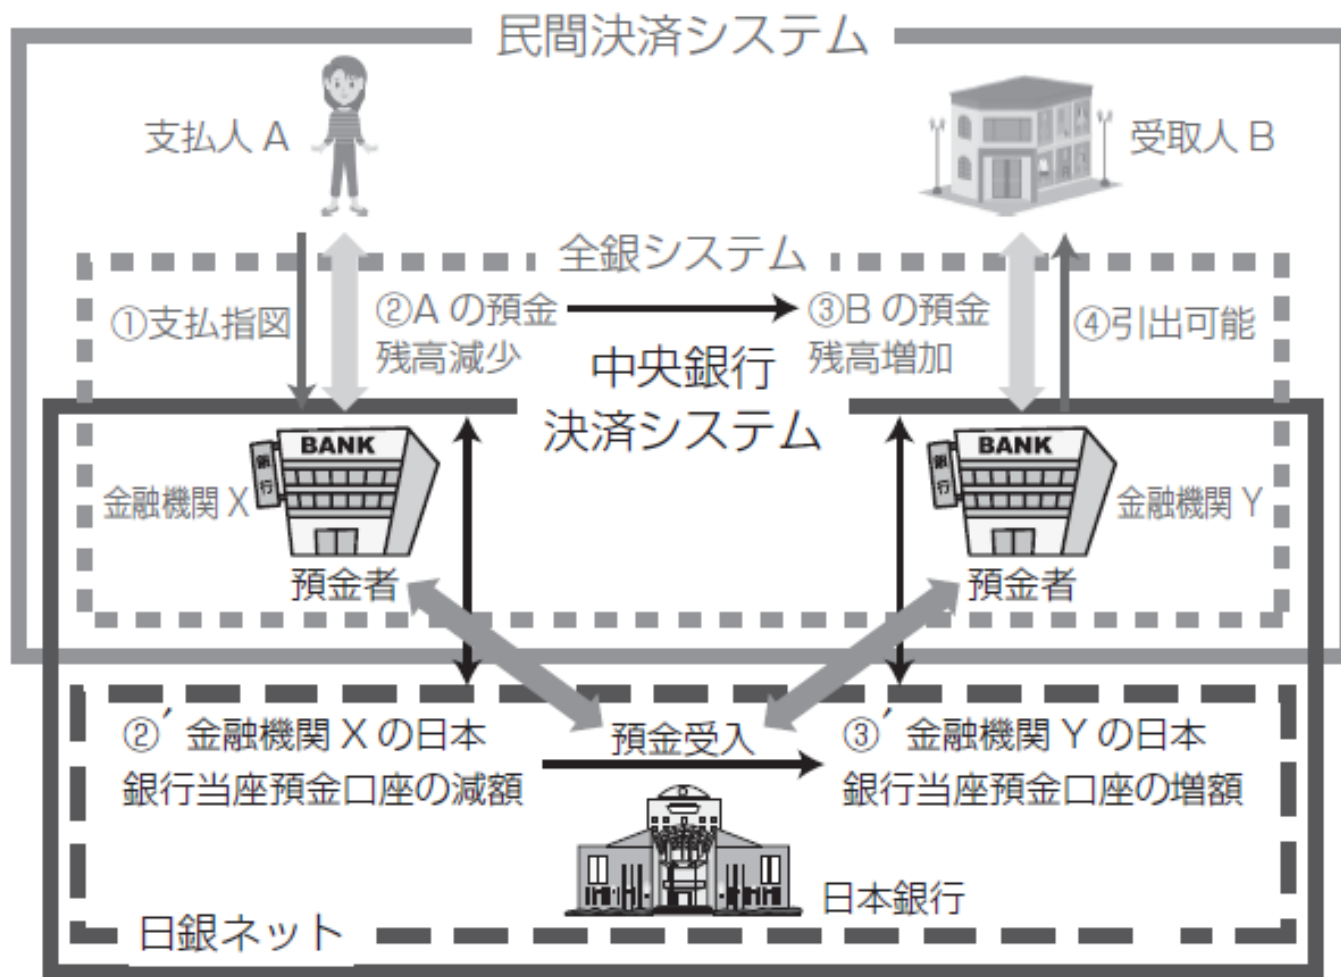 民間決済システム
支払人 A
受取人 B
全銀システム
①支払指図
②A の預金
残高減少
③B の預金
残高増加
④引出可能
中央銀行
決済システム
BANK
銀行
金融機関 X
預金者
BANK
銀行
金融機関 Y
預金者
②′ 金融機関 X の日本
銀行当座預金口座の減額
預金受入
③′ 金融機関 Y の日本
銀行当座預金口座の増額
日本銀行
日銀ネット